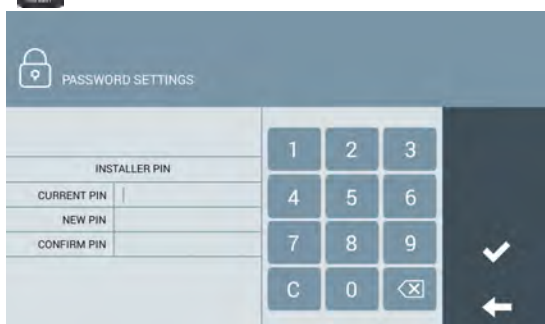 PASSWORD SETTINGS
INSTALLER PIN
CURRENT PIN
NEW PIN
CONFIRM PIN
1 2 3
4 5 6
7 8 9
C 0